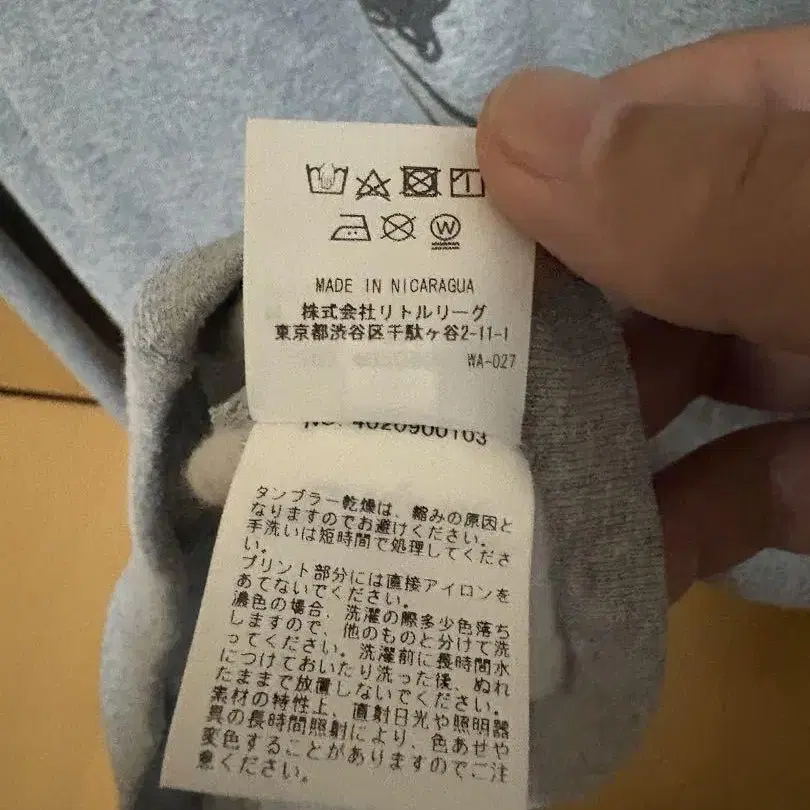 W
MADE IN NICARAGUA
株式会社リトルリーグ
東京都渋谷区千駄ヶ谷2-11-1
WA-027
NO. 4020900103
タンブラー乾燥は、縮みの原因と
なりますのでお避けください。
手洗いは短時間で処理してくださ
い。
プリント部分には直接アイロンを
あてないでください。
濃色の場合、洗濯の際多少色落ち
しますので、他のものと分けて洗
ってください。洗濯前に長時間水
につけておいたり洗った後、ぬれ
たままで放置しないでください。
素材の特性上、直射日光や照明器
具の長時間照射により、色あせや
変色することがありますのでご注
意ください。